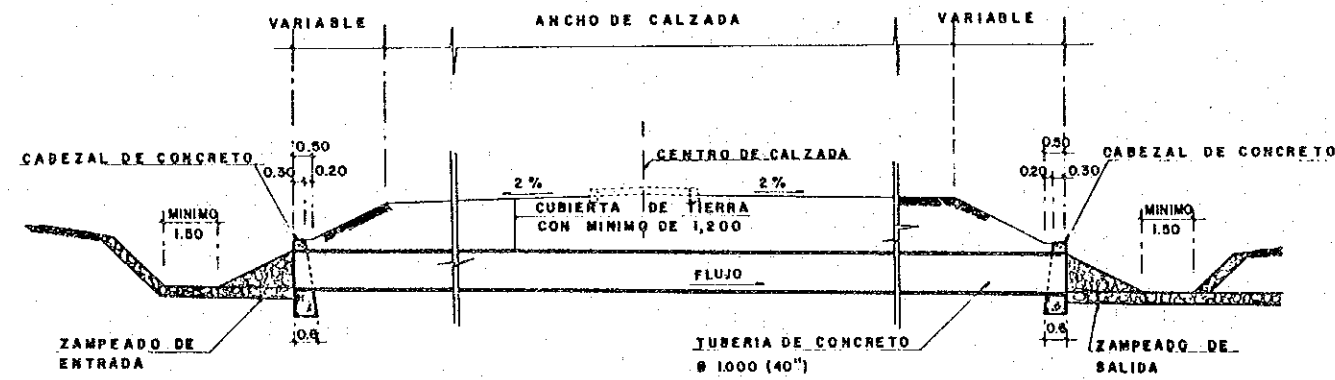 VARIABLE
ANCHO DE CALZADA
VARIABLE
0.50
0.50
CADEZAL DE CONCRETO
CENTRO DE CALZADA
CABEZAL DE CONCRETO
0.30
0.20
0.20
0.30
2 %
2 %
MINIMO
1.50
CUBIERTA DE TIERRA
CON MINIMO DE 1,200
MINIMO
1.50
FLUJO
0.6
0.6
ZAMPEADO DE
ENTRADA
TUBERIA DE CONCRETO
Ø 1.000 (40")
ZAMPEADO DE
SALIDA